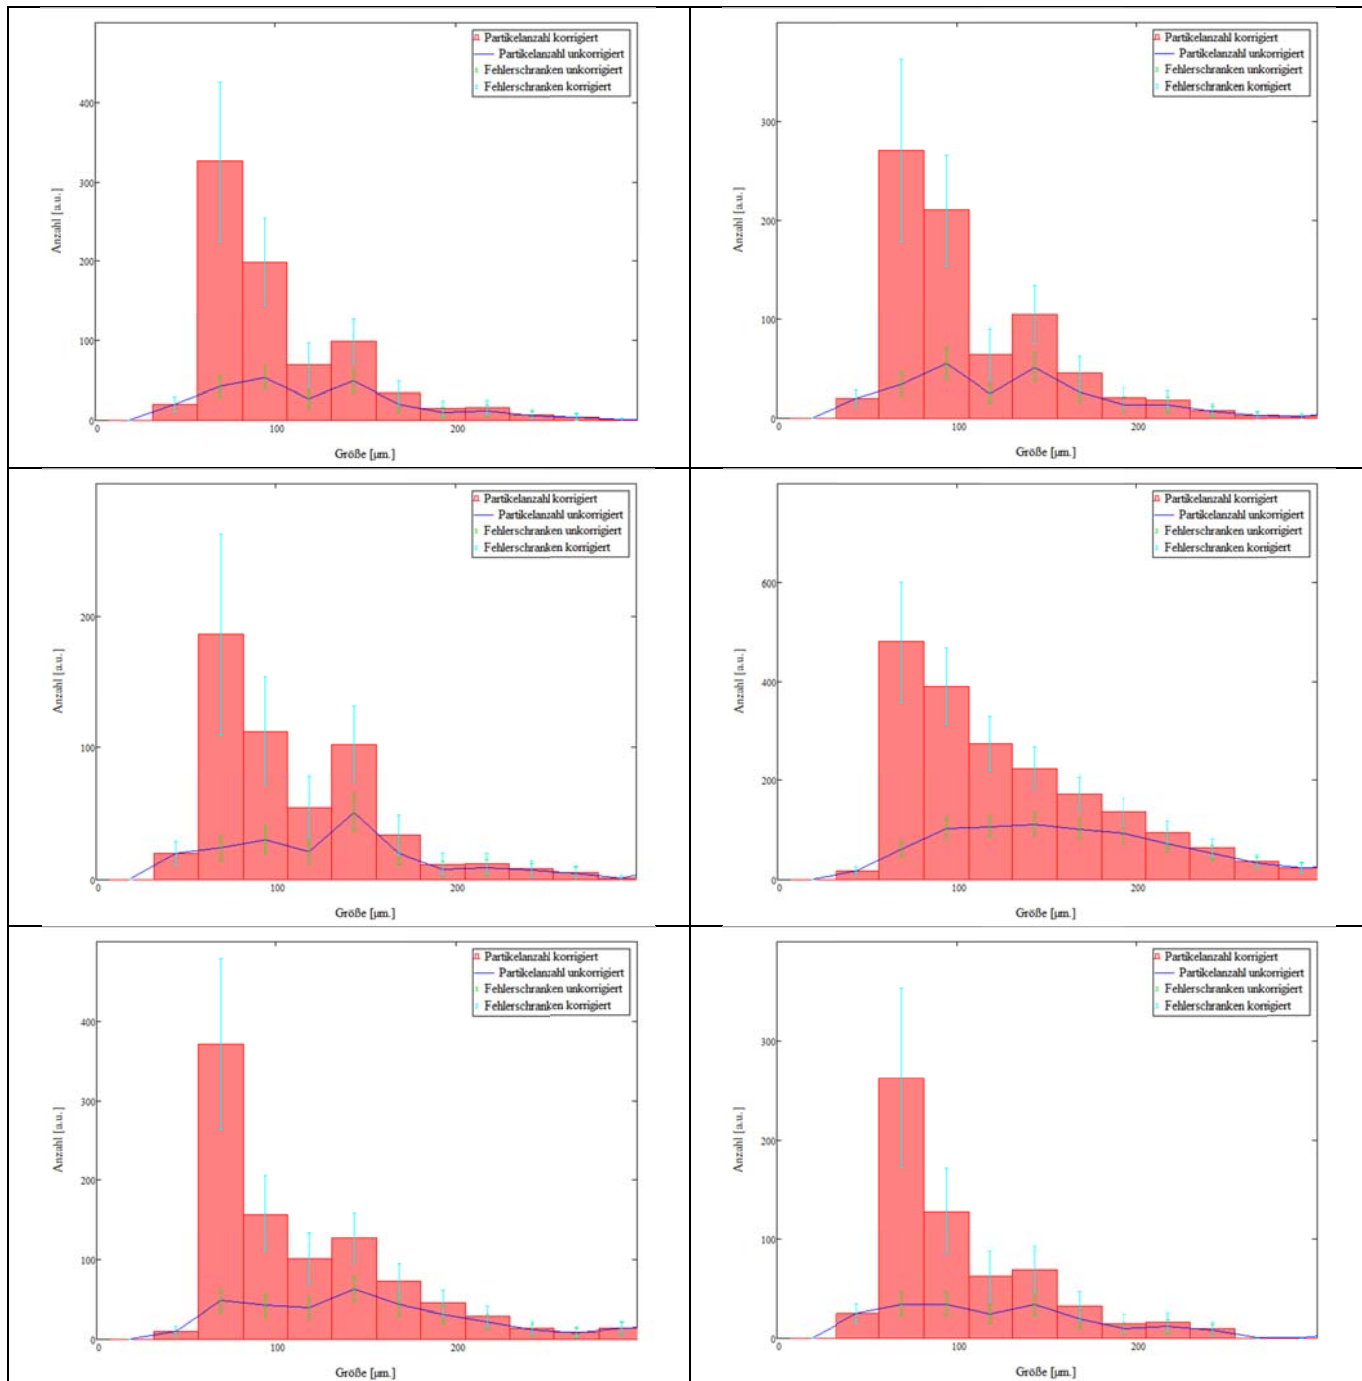 Partikelanzahl korrigiert
Partikelanzahl unkorrigiert
Fehlerschranken unkorrigiert
Fehlerschranken korrigiert
400
300
200
100
0
0 100 200
Anzahl [a.u.]
Größe [µm.]
Partikelanzahl korrigiert
Partikelanzahl unkorrigiert
Fehlerschranken unkorrigiert
Fehlerschranken korrigiert
300
200
100
0
0 100 200
Anzahl [a.u.]
Größe [µm.]
Partikelanzahl korrigiert
Partikelanzahl unkorrigiert
Fehlerschranken unkorrigiert
Fehlerschranken korrigiert
200
100
0
0 100 200
Anzahl [a.u.]
Größe [µm.]
Partikelanzahl korrigiert
Partikelanzahl unkorrigiert
Fehlerschranken unkorrigiert
Fehlerschranken korrigiert
600
400
200
0
0 100 200
Anzahl [a.u.]
Größe [µm.]
Partikelanzahl korrigiert
Partikelanzahl unkorrigiert
Fehlerschranken unkorrigiert
Fehlerschranken korrigiert
400
300
200
100
0
0 100 200
Anzahl [a.u.]
Größe [µm.]
Partikelanzahl korrigiert
Partikelanzahl unkorrigiert
Fehlerschranken unkorrigiert
Fehlerschranken korrigiert
300
200
100
0
0 100 200
Anzahl [a.u.]
Größe [µm.]